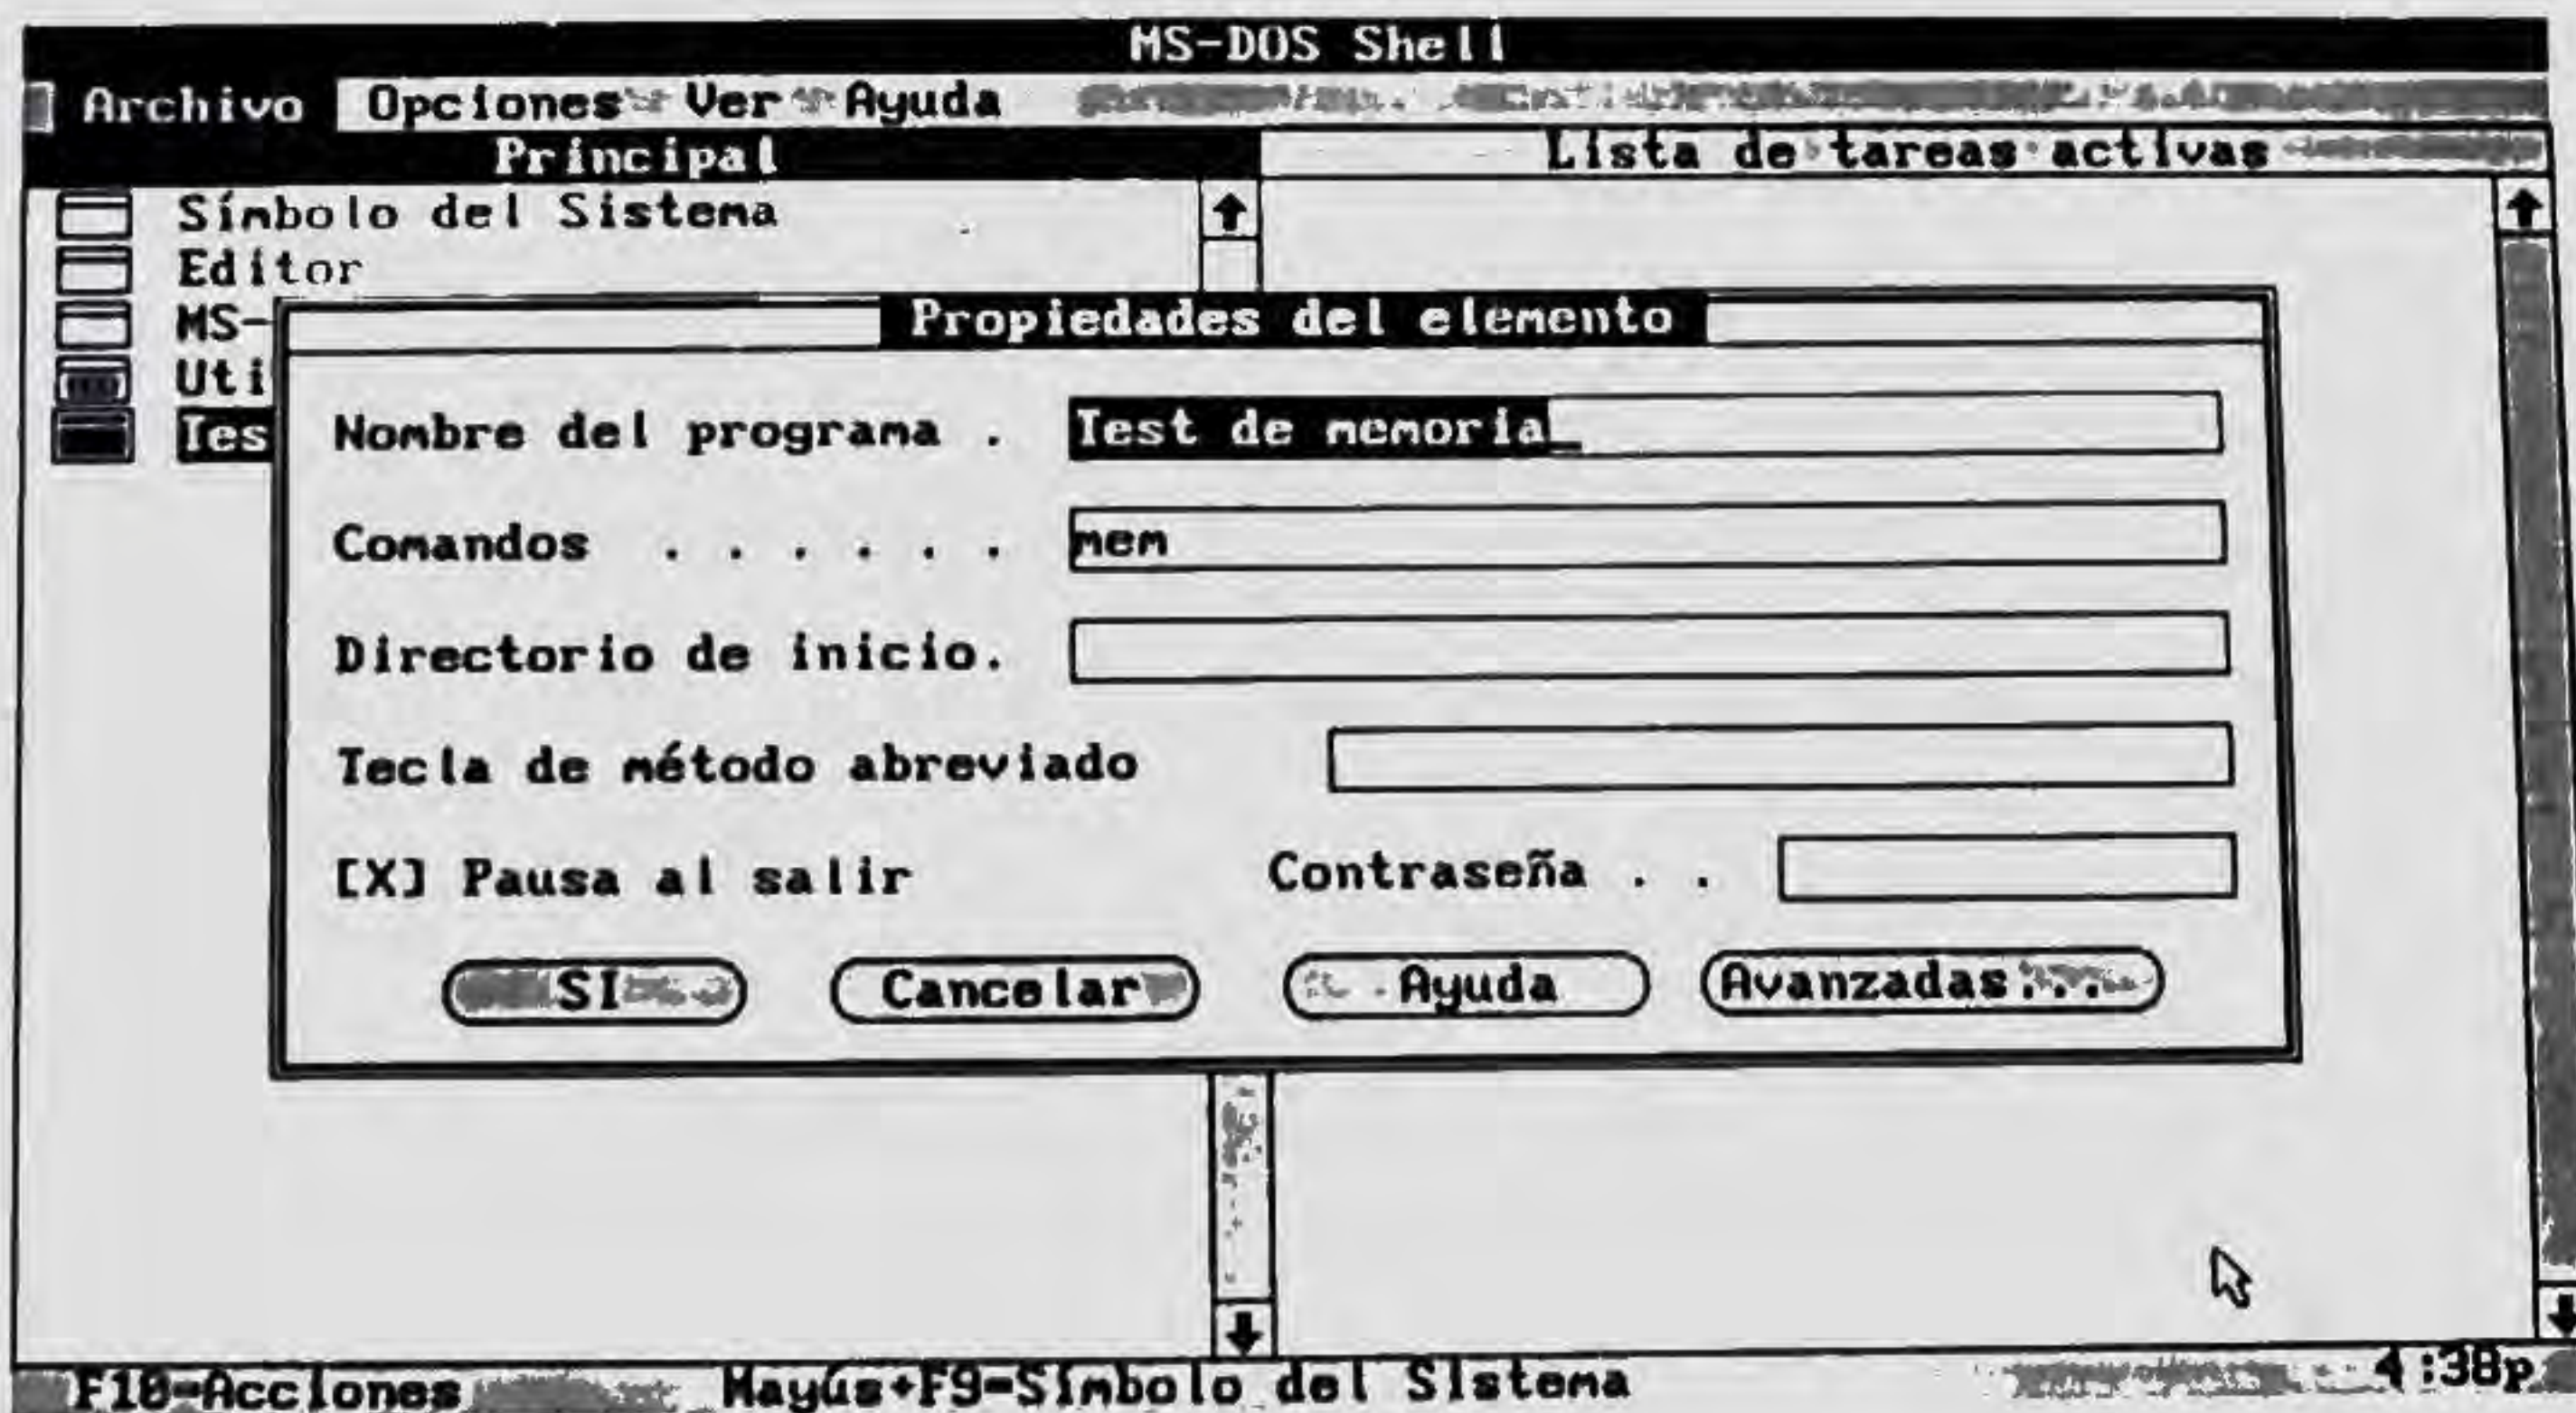 MS-DOS Shell
Archivo Opciones Ver Ayuda
Principal Lista de tareas activas
Símbolo del Sistema
Editor
MS-
Uti
Tes
Propiedades del elemento
Nombre del programa . Test de memoria_
Comandos . . . . . . mem
Directorio de inicio.
Tecla de método abreviado
[X] Pausa al salir Contraseña . .
SI Cancelar Ayuda Avanzadas...
F10=Acciones Mayús+F9=Símbolo del Sistema 4:38p